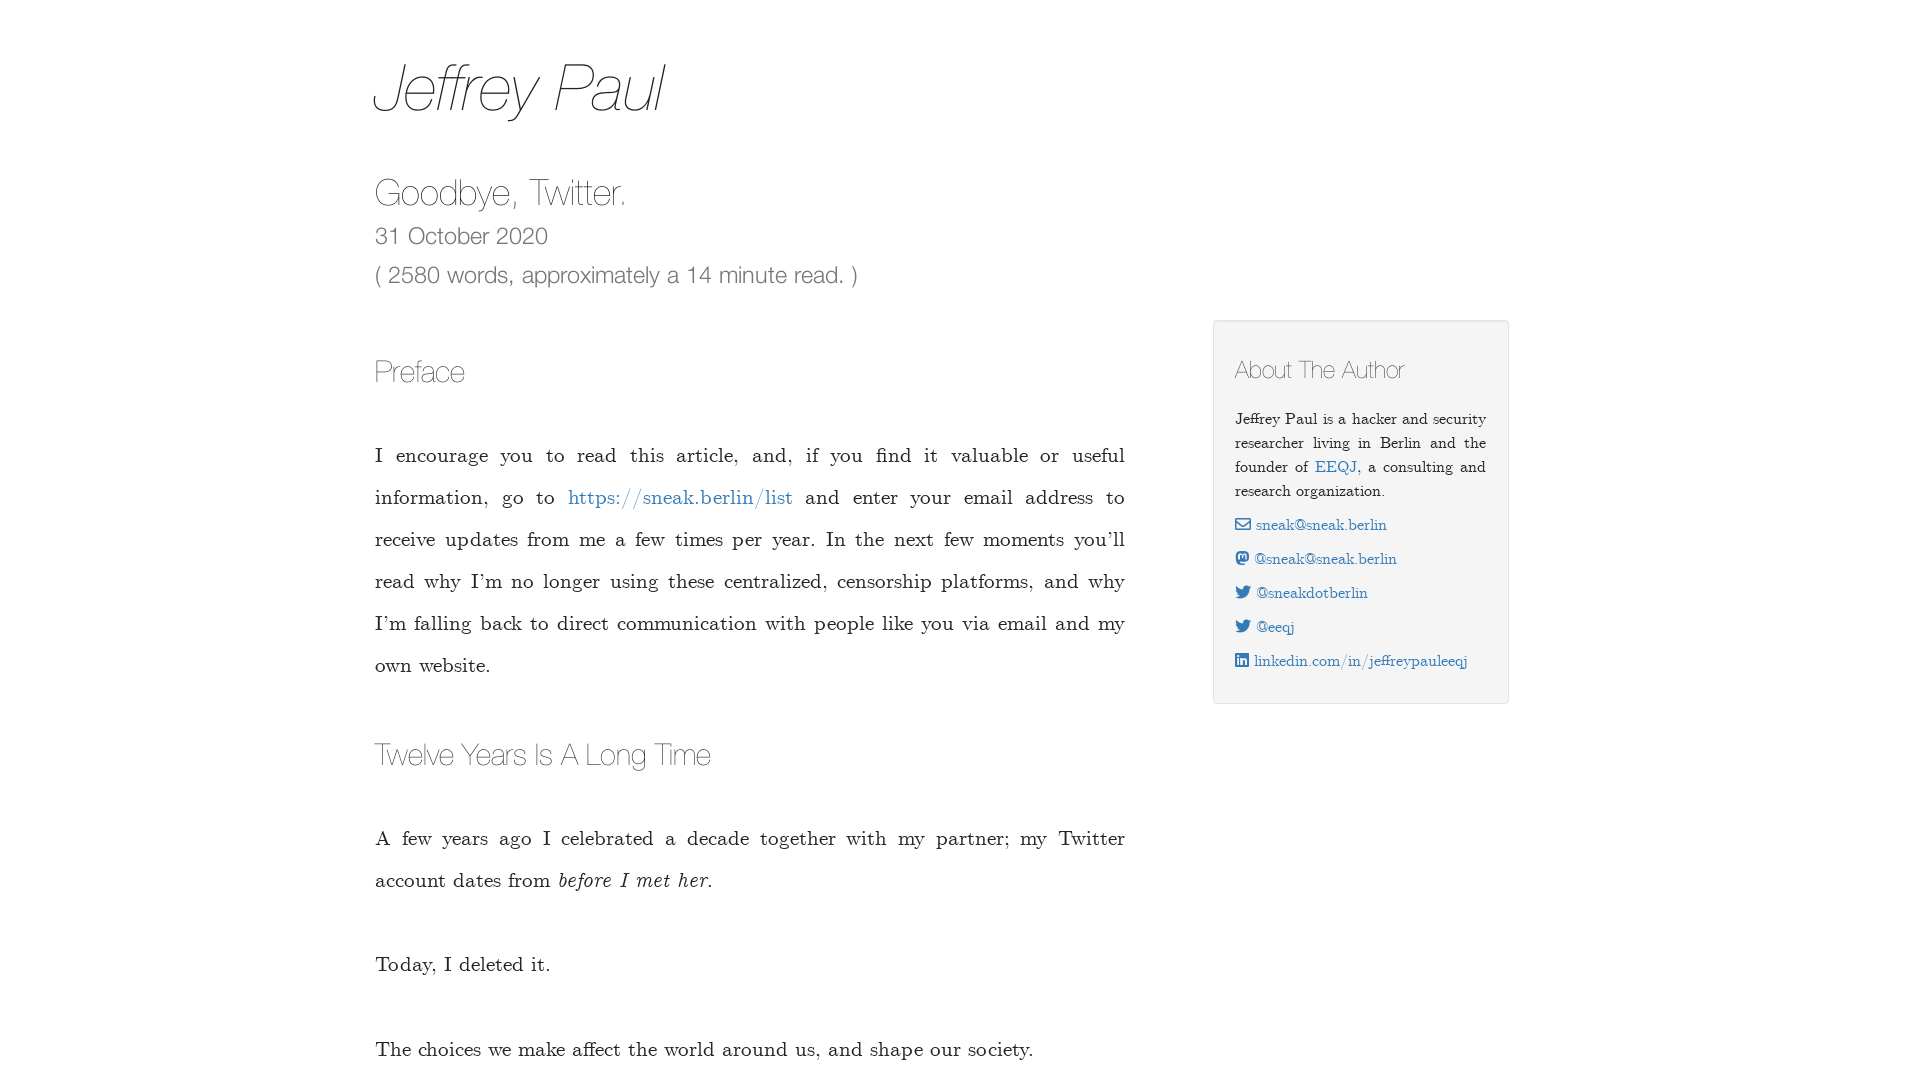 Jeffrey Paul
Goodbye, Twitter.
31 October 2020
( 2580 words, approximately a 14 minute read. )
Preface
I encourage you to read this article, and, if you find it valuable or useful
information, go to https://sneak.berlin/list and enter your email address to
receive updates from me a few times per year. In the next few moments you’ll
read why I’m no longer using these centralized, censorship platforms, and why
I’m falling back to direct communication with people like you via email and my
own website.
Twelve Years Is A Long Time
A few years ago I celebrated a decade together with my partner; my Twitter
account dates from before I met her.
Today, I deleted it.
The choices we make affect the world around us, and shape our society.
About The Author
Jeffrey Paul is a hacker and security
researcher living in Berlin and the
founder of EEQJ, a consulting and
research organization.
sneak@sneak.berlin
@sneak@sneak.berlin
@sneakdotberlin
@eeqj
linkedin.com/in/jeffreypauleeqj